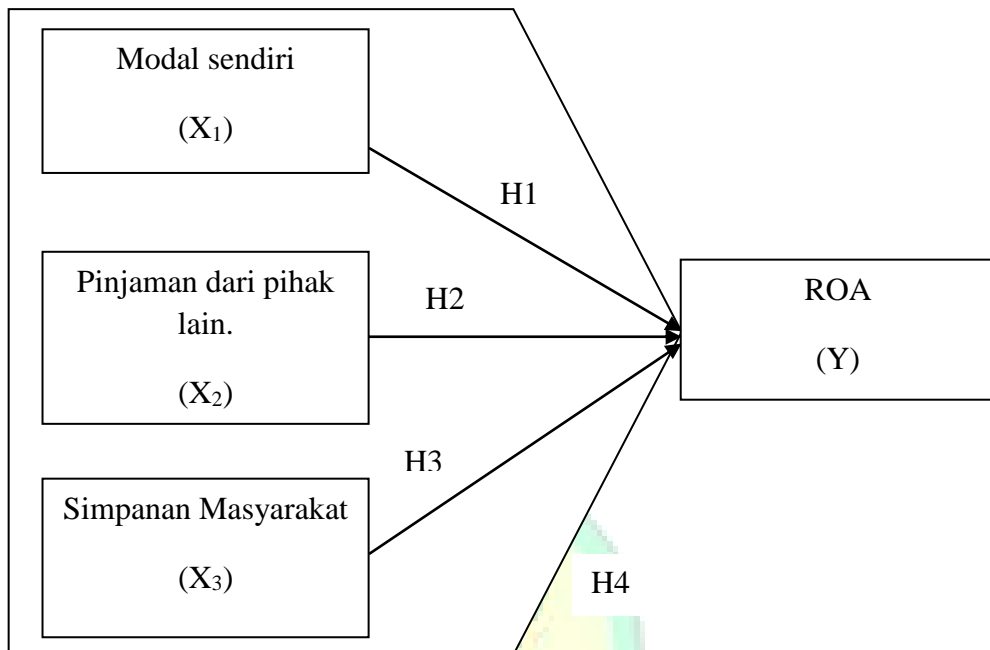 Modal sendiri
(X₁)
H1
Pinjaman dari pihak
lain.
(X₂)
H2
ROA
(Y)
H3
Simpanan Masyarakat
(X₃)
H4